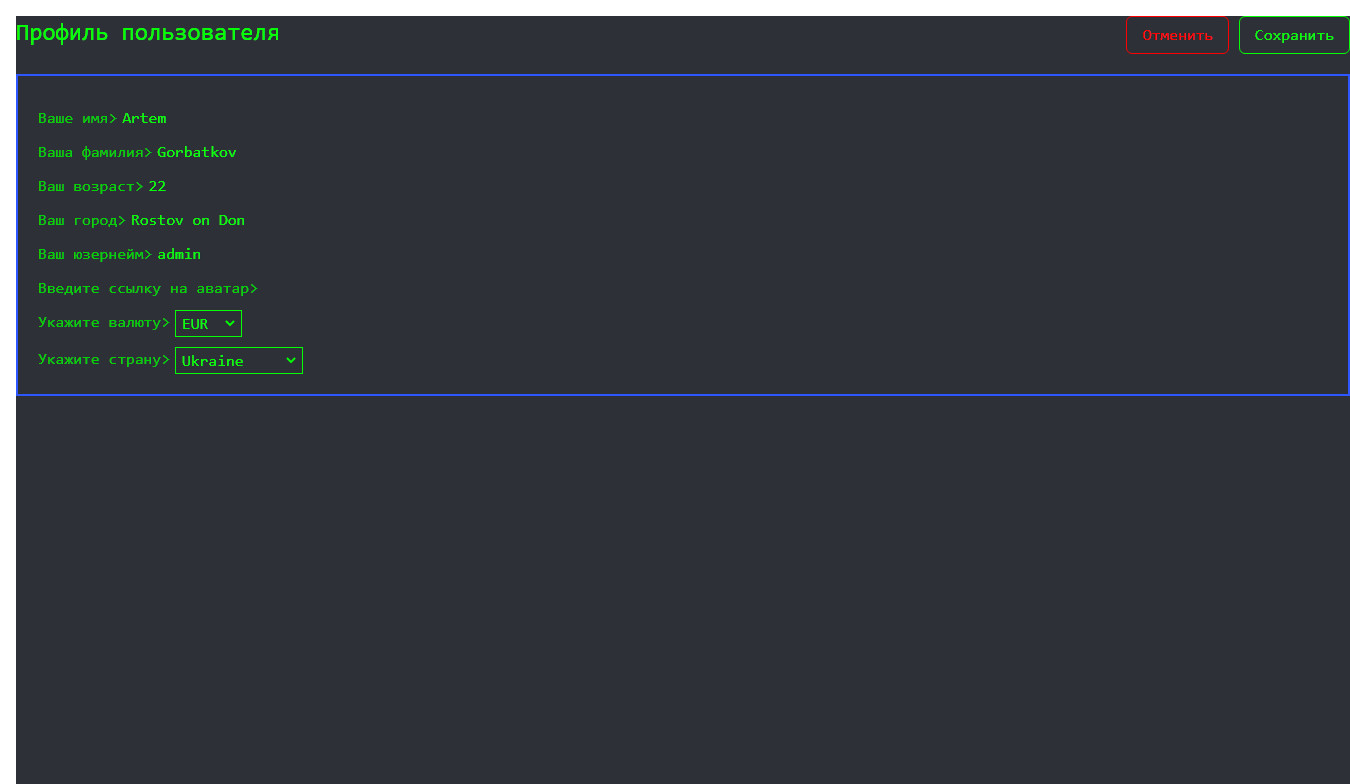 Профиль пользователя
Отменить Сохранить
Ваше имя> Artem
Ваша фамилия> Gorbatkov
Ваш возраст> 22
Ваш город> Rostov on Don
Ваш юзернейм> admin
Введите ссылку на аватар>
Укажите валюту> EUR
Укажите страну> Ukraine